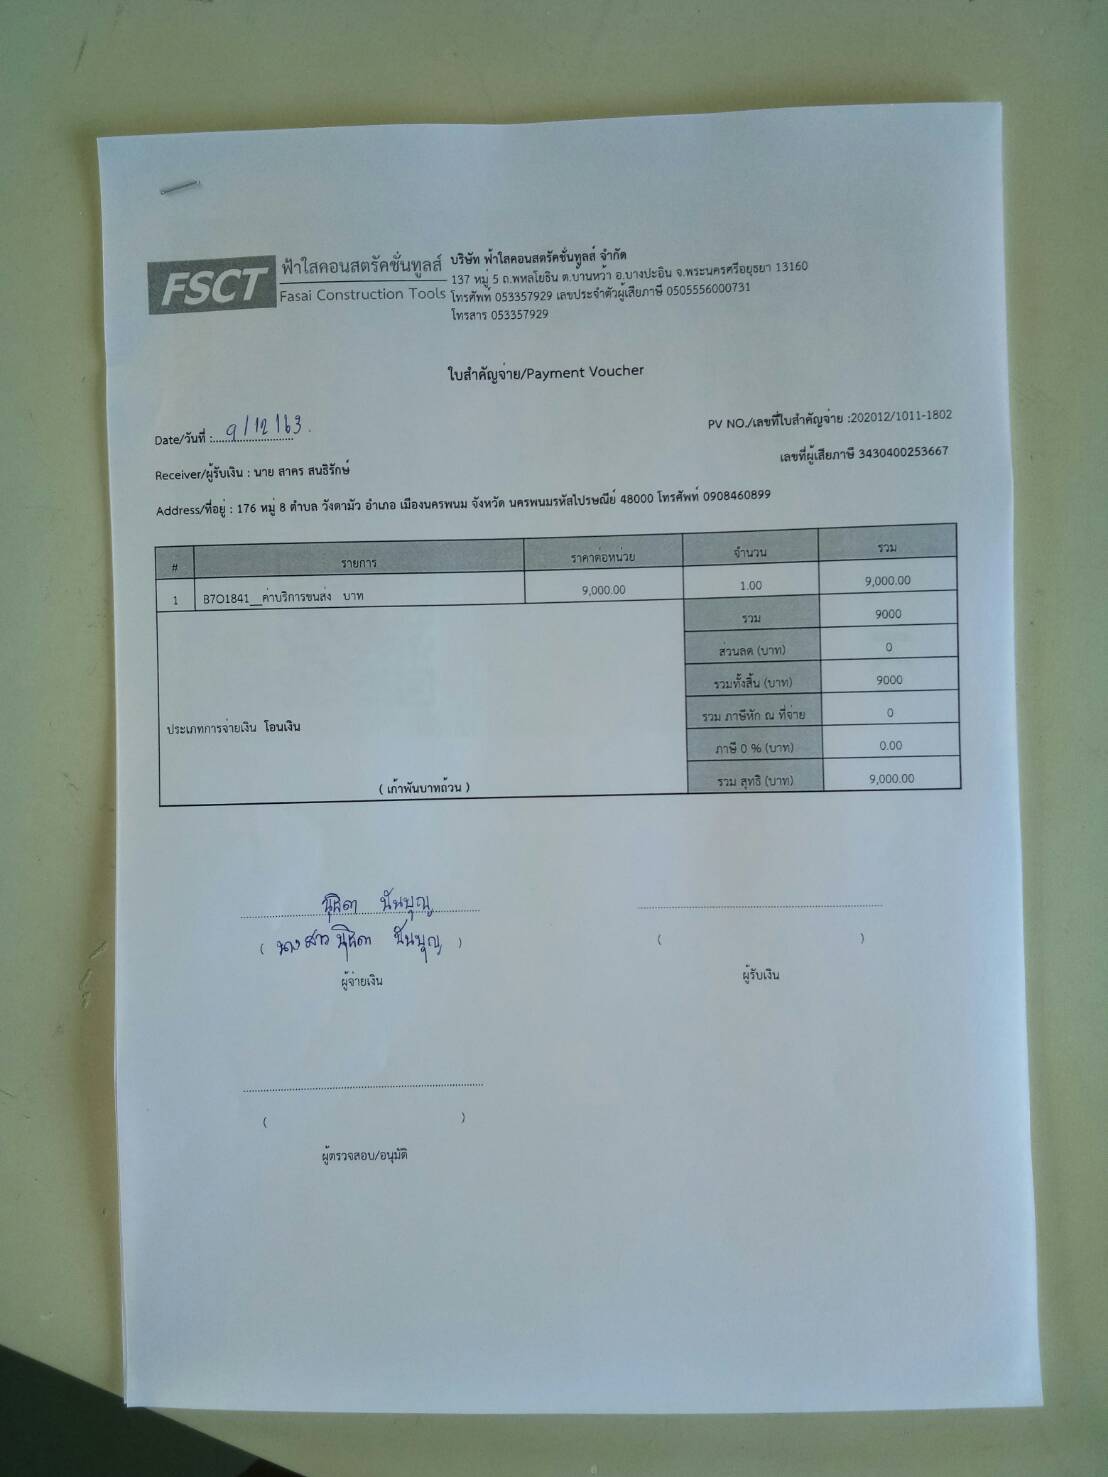 FSCT
ฟ้าใสคอนสตรัคชั่นทูลส์
Fasai Construction Tools
บริษัท ฟ้าใสคอนสตรัคชั่นทูลส์ จำกัด
137 หมู่ 5 ถ.พหลโยธิน ต.บ้านหว้า อ.บางปะอิน จ.พระนครศรีอยุธยา 13160
โทรศัพท์ 053357929 เลขประจำตัวผู้เสียภาษี 0505556000731
โทรสาร 053357929
ใบสำคัญจ่าย/Payment Voucher
Date/วันที่ : 9/12/63
PV NO./เลขที่ใบสำคัญจ่าย :202012/1011-1802
Receiver/ผู้รับเงิน : นาย สาคร สนธิรักษ์
เลขที่ผู้เสียภาษี 3430400253667
Address/ที่อยู่ : 176 หมู่ 8 ตำบล วังตามัว อำเภอ เมืองนครพนม จังหวัด นครพนมรหัสไปรษณีย์ 48000 โทรศัพท์ 0908460899
# รายการ ราคาต่อหน่วย จำนวน รวม
1 B7O1841__ค่าบริการขนส่ง บาท 9,000.00 1.00 9,000.00
รวม 9000
ส่วนลด (บาท) 0
รวมทั้งสิ้น (บาท) 9000
ประเภทการจ่ายเงิน โอนเงิน
รวม ภาษีหัก ณ ที่จ่าย 0
ภาษี 0 % (บาท) 0.00
( เก้าพันบาทถ้วน )
รวม สุทธิ (บาท) 9,000.00
นันบุญ
( นางสาว นันบุญ ) ( )
ผู้จ่ายเงิน ผู้รับเงิน
( )
ผู้ตรวจสอบ/อนุมัติ